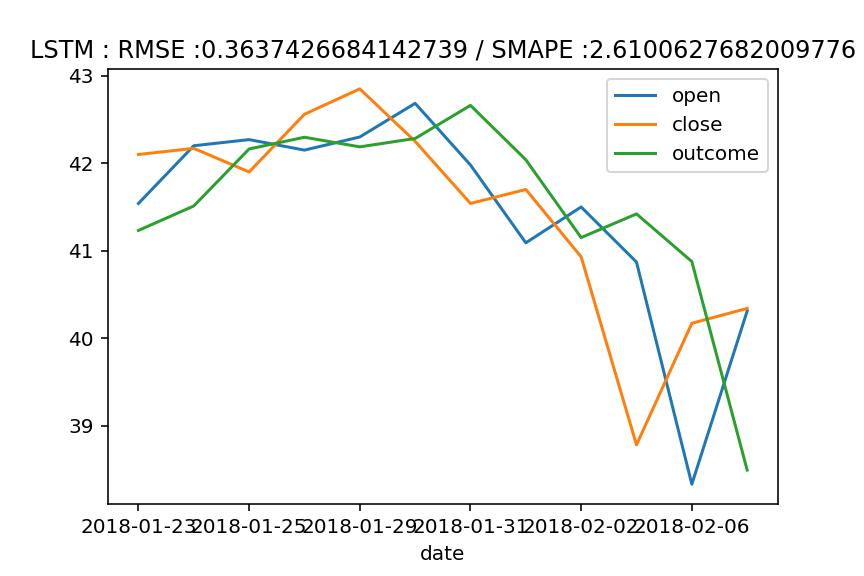 LSTM : RMSE :0.3637426684142739 / SMAPE :2.6100627682009776
open
close
outcome
43
42
41
40
39
2018-01-23 2018-01-25 2018-01-29 2018-01-31 2018-02-02 2018-02-06
date